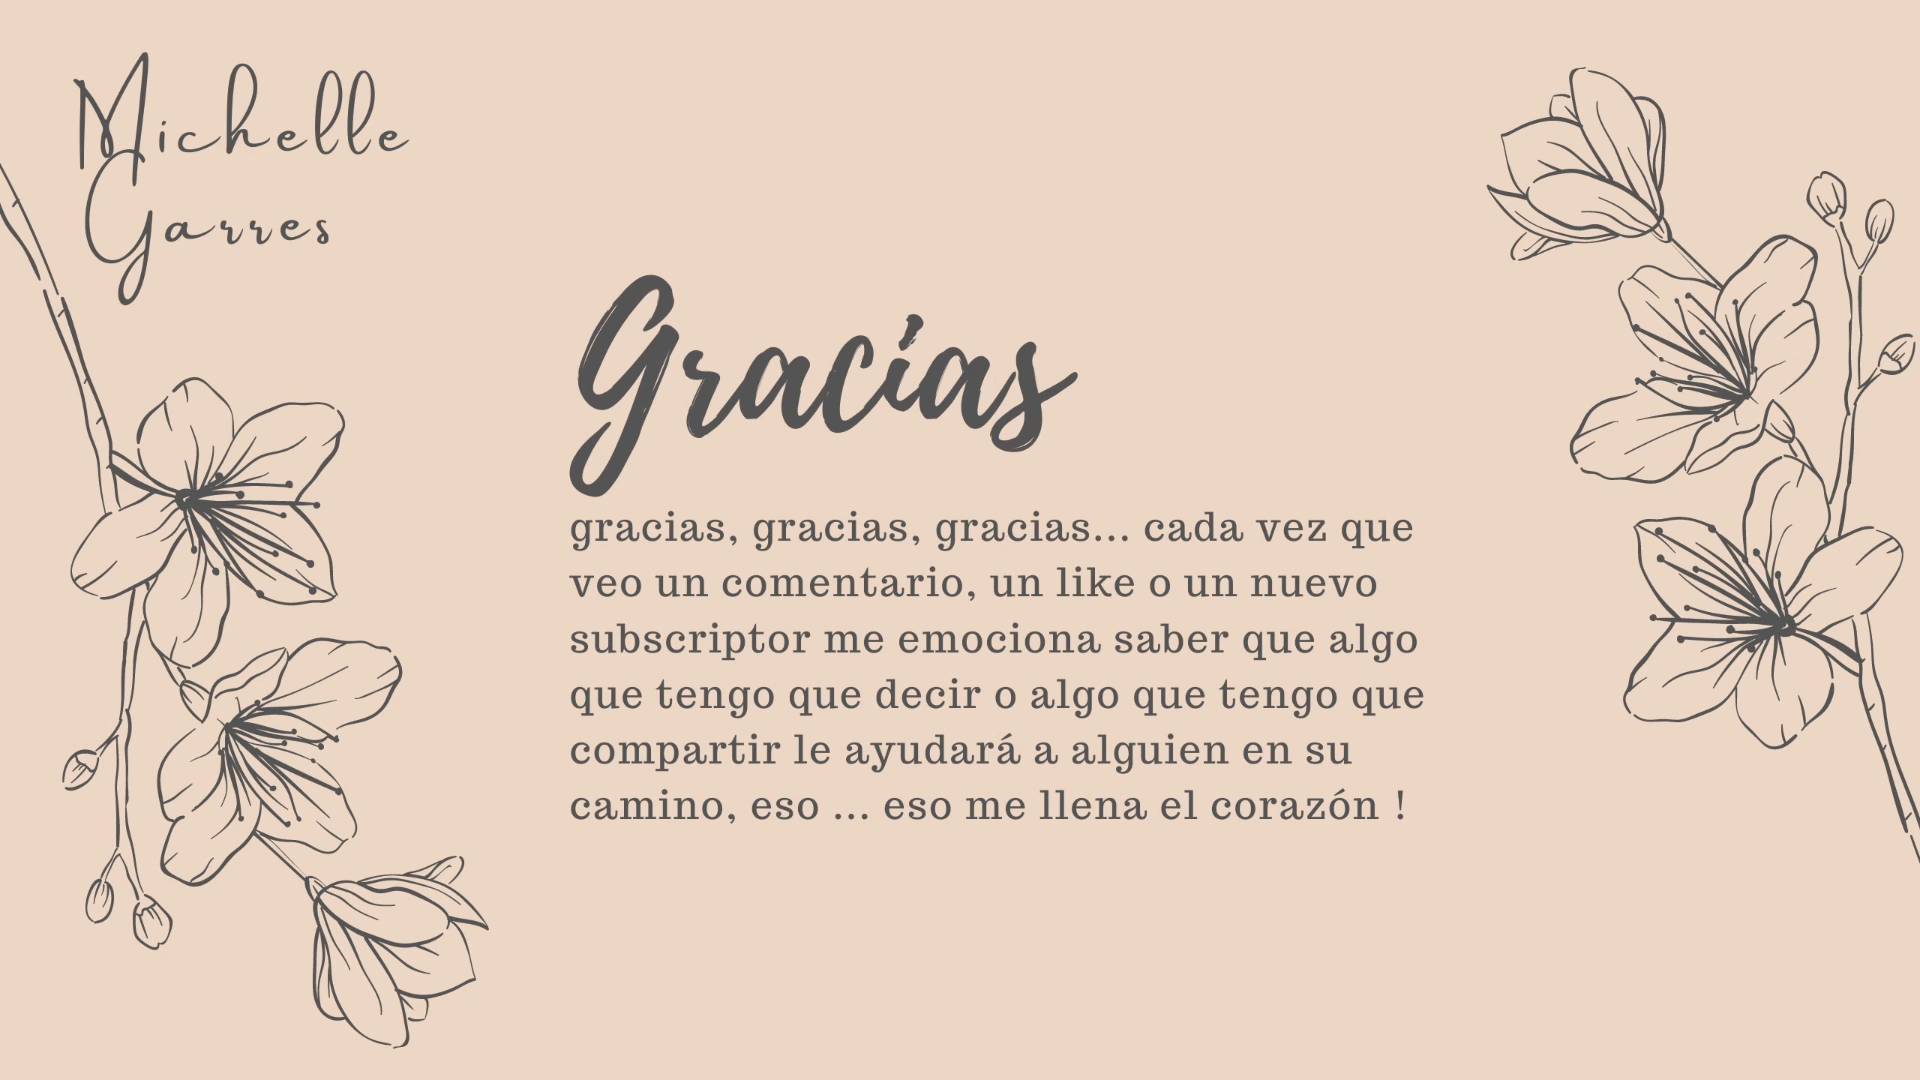 Michelle
Garres
Gracias
gracias, gracias, gracias... cada vez que
veo un comentario, un like o un nuevo
subscriptor me emociona saber que algo
que tengo que decir o algo que tengo que
compartir le ayudará a alguien en su
camino, eso ... eso me llena el corazón !